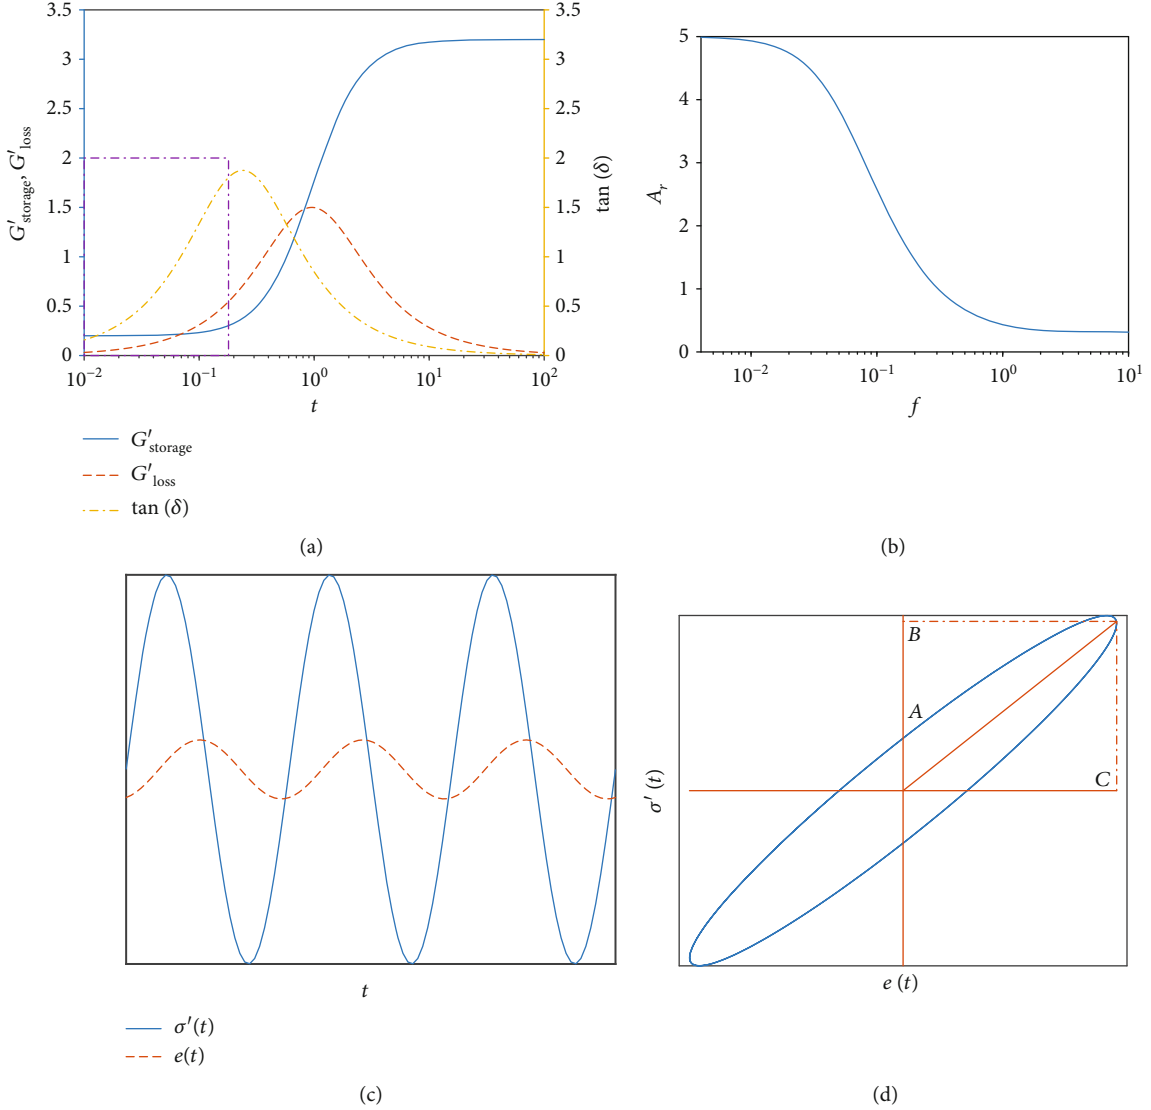 3.5
3
2.5
2
1.5
1
0.5
0
G′storage, G′loss
10⁻²
10⁻¹
10⁰
10¹
10²
t
3.5
3
2.5
2
1.5
1
0.5
0
tan (δ)
G′storage
G′loss
tan (δ)
(a)
5
4
3
2
1
0
Aᵣ
10⁻²
10⁻¹
10⁰
10¹
f
(b)
t
σ′(t)
e(t)
(c)
B
A
C
σ′ (t)
e (t)
(d)